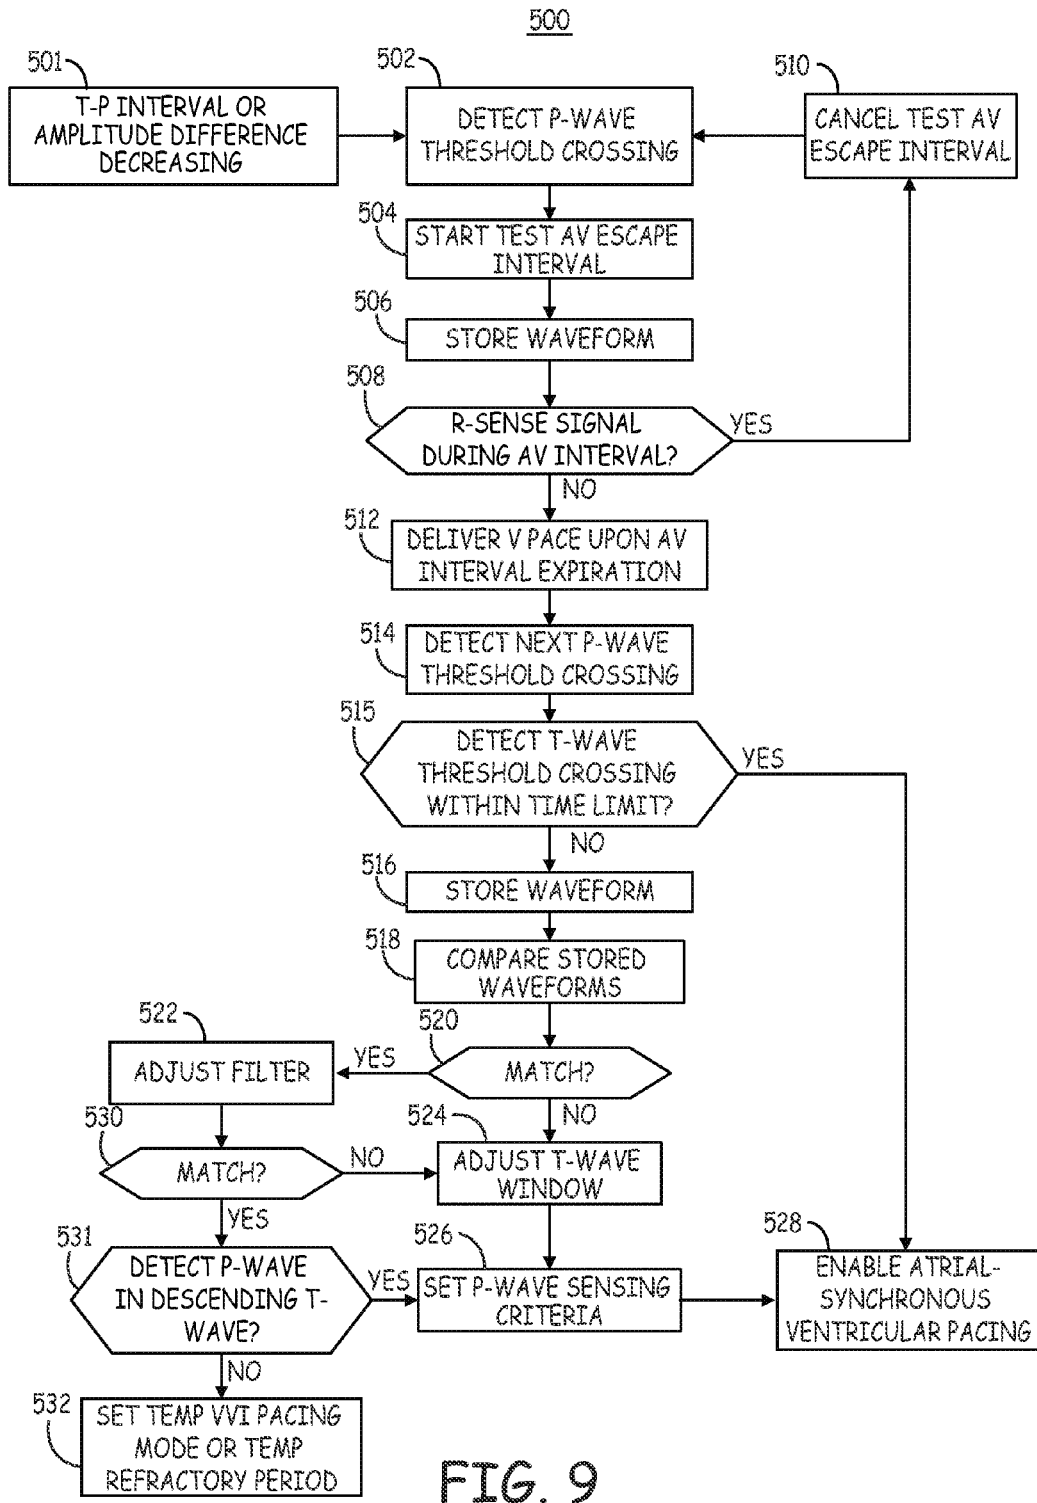 500
501
T-P INTERVAL OR
AMPLITUDE DIFFERENCE
DECREASING
502
DETECT P-WAVE
THRESHOLD CROSSING
510
CANCEL TEST AV
ESCAPE INTERVAL
504
START TEST AV ESCAPE
INTERVAL
506
STORE WAVEFORM
508
R-SENSE SIGNAL
DURING AV INTERVAL?
YES
NO
512
DELIVER V PACE UPON AV
INTERVAL EXPIRATION
514
DETECT NEXT P-WAVE
THRESHOLD CROSSING
515
DETECT T-WAVE
THRESHOLD CROSSING
WITHIN TIME LIMIT?
YES
NO
516
STORE WAVEFORM
518
COMPARE STORED
WAVEFORMS
520
MATCH?
YES
NO
522
ADJUST FILTER
524
ADJUST T-WAVE
WINDOW
530
MATCH?
NO
YES
526
SET P-WAVE SENSING
CRITERIA
528
ENABLE ATRIAL-
SYNCHRONOUS
VENTRICULAR PACING
531
DETECT P-WAVE
IN DESCENDING T-
WAVE?
YES
NO
532
SET TEMP VVI PACING
MODE OR TEMP
REFRACTORY PERIOD
FIG. 9